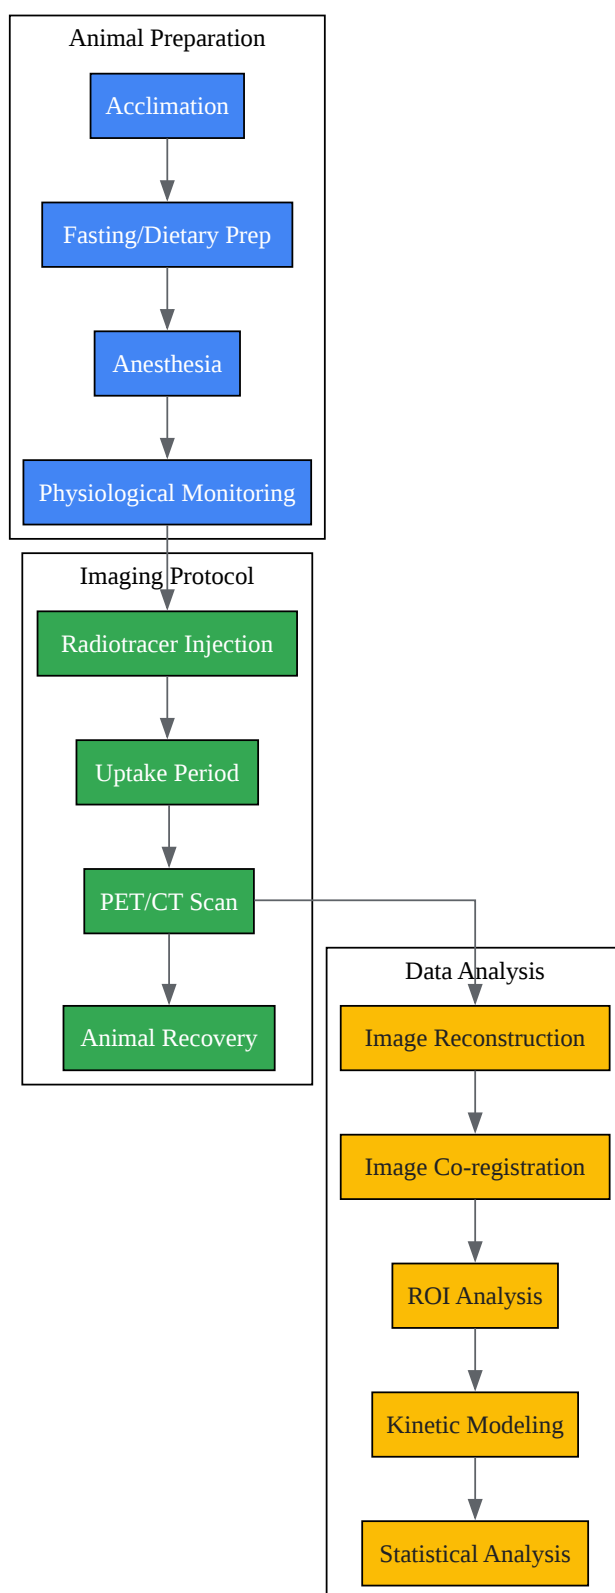 Animal Preparation
Acclimation
Fasting/Dietary Prep
Anesthesia
Physiological Monitoring
Imaging Protocol
Radiotracer Injection
Uptake Period
PET/CT Scan
Animal Recovery
Data Analysis
Image Reconstruction
Image Co-registration
ROI Analysis
Kinetic Modeling
Statistical Analysis